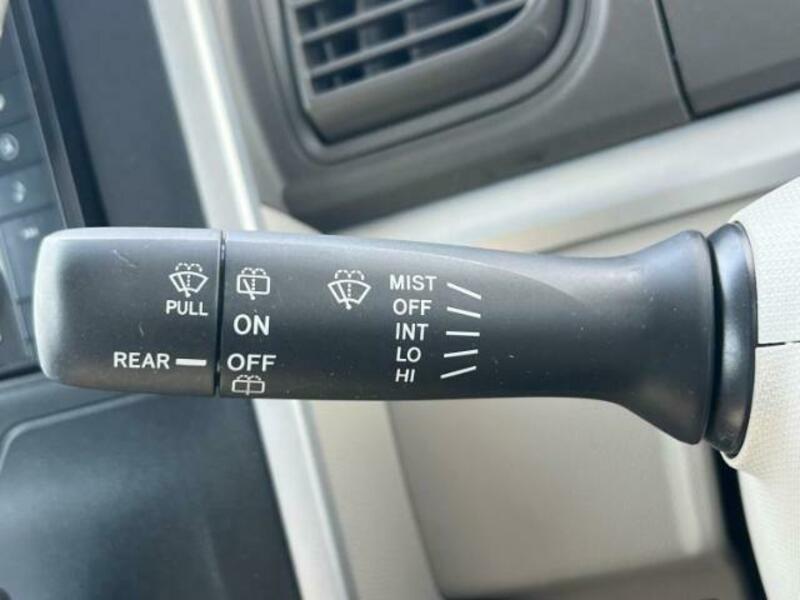 PULL
REAR
ON
OFF
MIST
OFF
INT
LO
HI